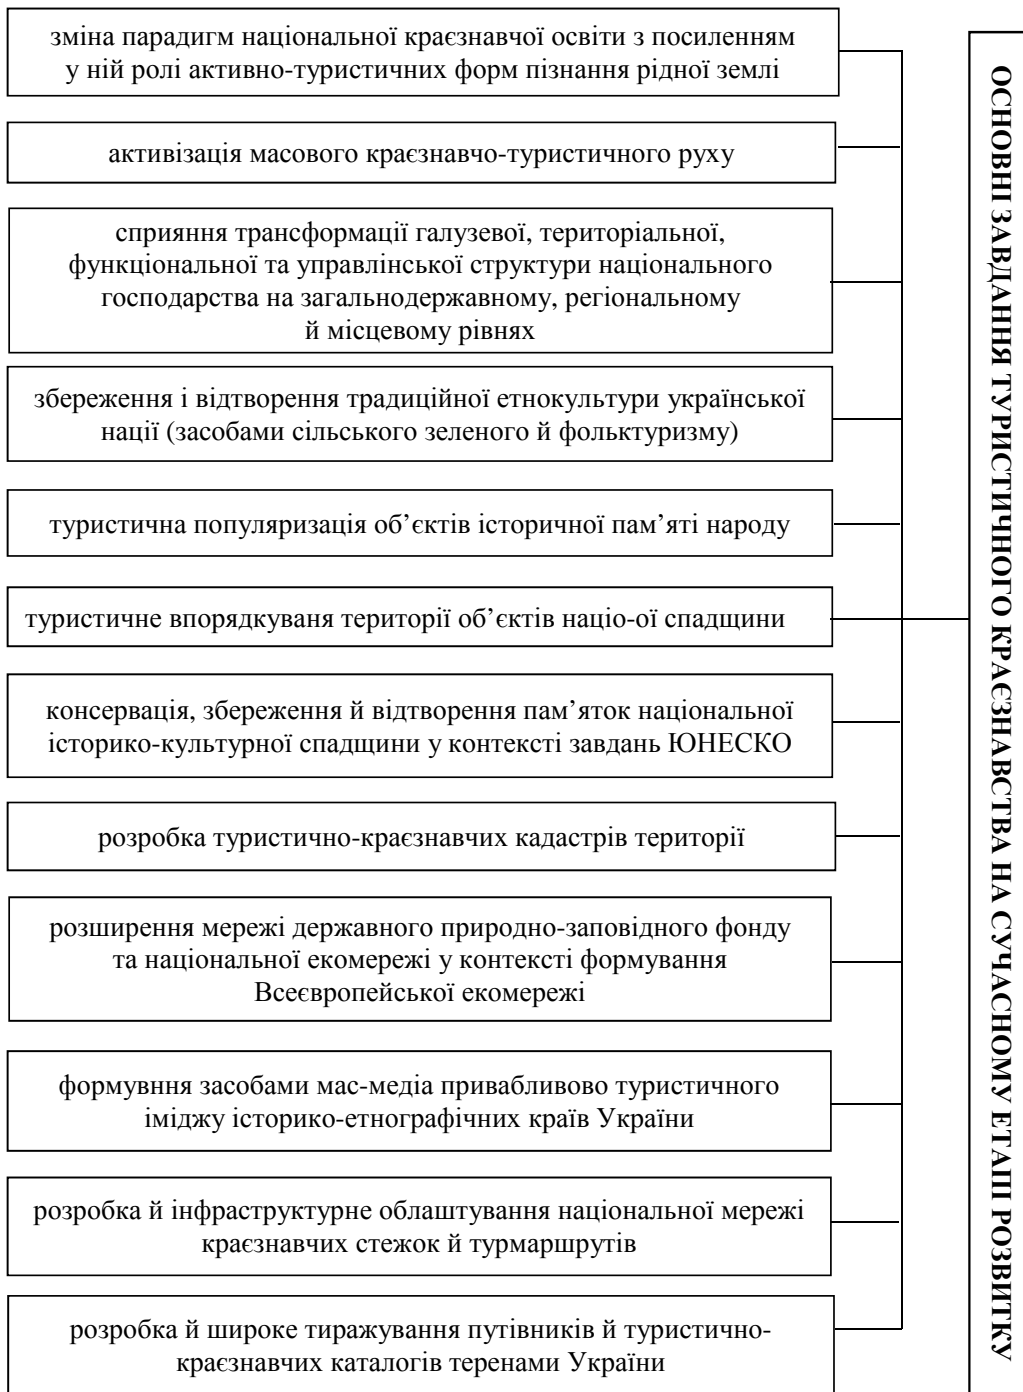 зміна парадигм національної краєзнавчої освіти з посиленням
у ній ролі активно-туристичних форм пізнання рідної землі
активізація масового краєзнавчо-туристичного руху
сприяння трансформації галузевої, територіальної,
функціональної та управлінської структури національного
господарства на загальнодержавному, регіональному
й місцевому рівнях
збереження і відтворення традиційної етнокультури української
нації (засобами сільського зеленого й фольктуризму)
туристична популяризація об’єктів історичної пам’яті народу
туристичне впорядкуваня території об’єктів націо-ої спадщини
консервація, збереження й відтворення пам’яток національної
історико-культурної спадщини у контексті завдань ЮНЕСКО
розробка туристично-краєзнавчих кадастрів території
розширення мережі державного природно-заповідного фонду
та національної екомережі у контексті формування
Всеєвропейської екомережі
формувння засобами мас-медіа привабливово туристичного
іміджу історико-етнографічних країв України
розробка й інфраструктурне облаштування національної мережі
краєзнавчих стежок й турмаршрутів
розробка й широке тиражування путівників й туристично-
краєзнавчих каталогів теренами України
ОСНОВНІ ЗАВДАННЯ ТУРИСТИЧНОГО КРАЄЗНАВСТВА НА СУЧАСНОМУ ЕТАПІ РОЗВИТКУ